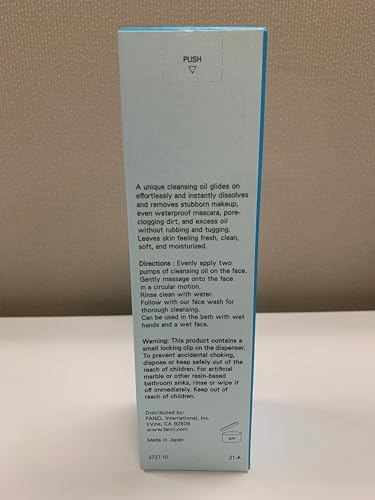 PUSH
A unique cleansing oil glides on
effortlessly and instantly dissolves
and removes stubborn makeup,
even waterproof mascara, pore-
clogging dirt, and excess oil
without rubbing and tugging.
Leaves skin feeling fresh, clean,
soft, and moisturized.
Directions : Evenly apply two
pumps of cleansing oil on the face.
Gently massage onto the face
in a circular motion.
Rinse clean with water.
Follow with our face wash for
thorough cleansing.
Can be used in the bath with wet
hands and a wet face.
Warning: This product contains a
small locking clip on the dispenser.
To prevent accidental choking,
dispose or keep safely out of the
reach of children. For artificial
marble or other resin-based
bathroom sinks, rinse or wipe it
off immediately. Keep out of
reach of children.
Distributed by:
FANCL International, Inc.
Irvine, CA 92606
www.fancl.com
Made in Japan
4M
3727-10
21-A